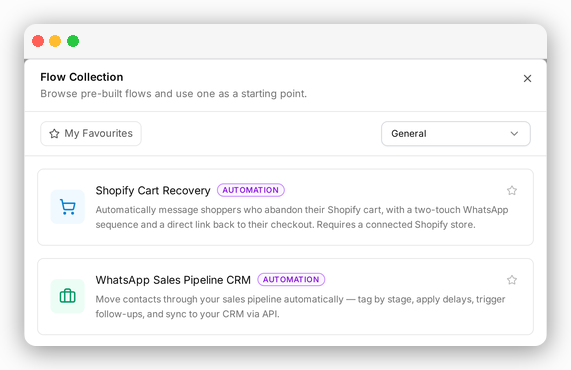 Flow Collection
Browse pre-built flows and use one as a starting point.
My Favourites
General
Shopify Cart Recovery AUTOMATION
Automatically message shoppers who abandon their Shopify cart, with a two-touch WhatsApp
sequence and a direct link back to their checkout. Requires a connected Shopify store.
WhatsApp Sales Pipeline CRM AUTOMATION
Move contacts through your sales pipeline automatically — tag by stage, apply delays, trigger
follow-ups, and sync to your CRM via API.